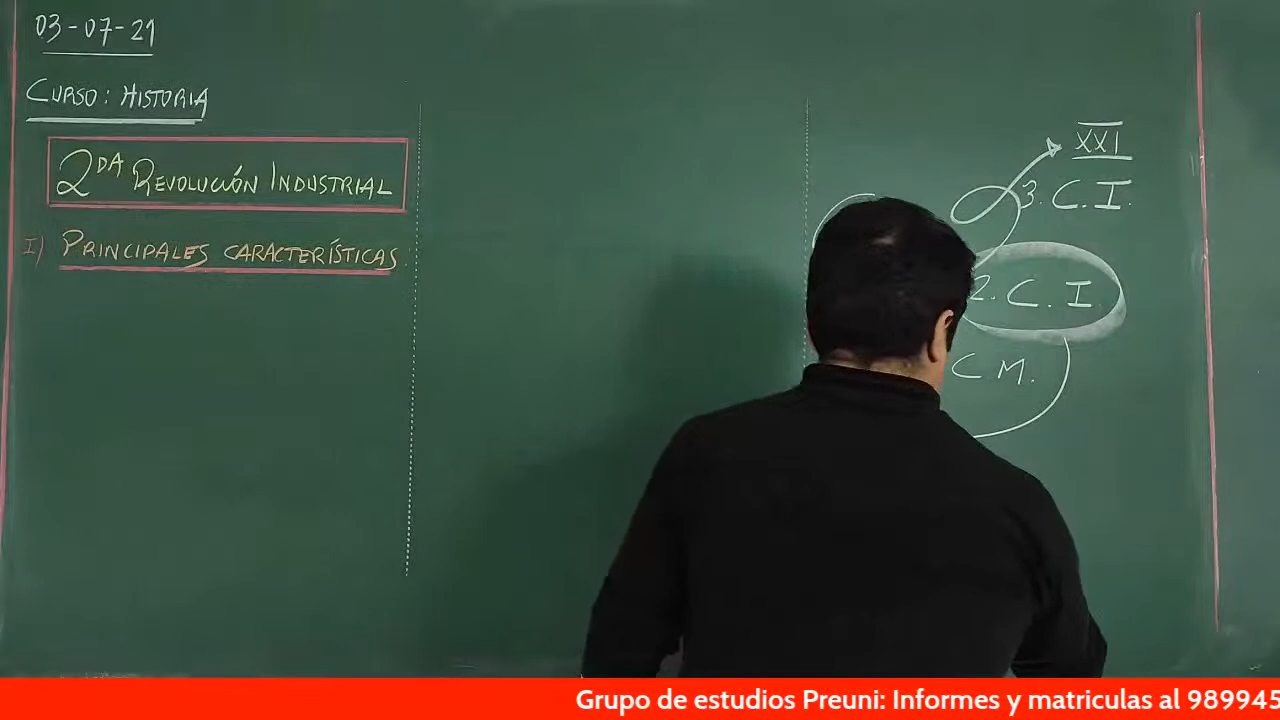 03-07-21
CURSO: HISTORIA
2DA REVOLUCIÓN INDUSTRIAL
I) PRINCIPALES CARACTERÍSTICAS:
XXI
3. C. I.
2. C. I.
C M.
Grupo de estudios Preuni: Informes y matriculas al 989945